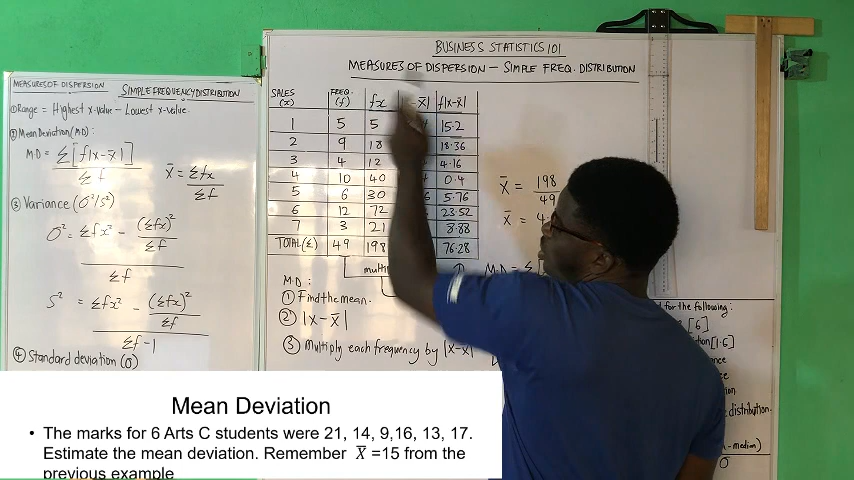 BUSINESS STATISTICS 101
MEASURES OF DISPERSION – SIMPLE FREQ. DISTRIBUTION
MEASURES OF DISPERSION SIMPLE FREQUENCY DISTRIBUTION
① Range = Highest x-value – Lowest x-value
② Mean Deviation (M.D):
M.D = Σ[f|x-x̄|] / Σf
x̄ = Σfx / Σf
③ Variance (σ²/s²)
σ² = Σfx² - (Σfx)² / Σf
Σf
s² = Σfx² - (Σfx)² / Σf
Σf-1
④ Standard deviation (σ)
SALES (x) FREQ. (f) fx -x̄| f|x-x̄|
1 5 5 15.2
2 9 18 18.36
3 4 12 4.16
4 10 40 0.4
5 6 30 6 5.76
6 12 72 23.52
7 3 21 8.88
TOTAL(Σ) 49 198 76.28
x̄ = 198 / 49
x̄ = 4.
M.D:
① Find the mean.
② |x-x̄|
③ Multiply each frequency by |x-x̄|
M.D = Σ
for the following:
[6]
[1.6]
distribution.
-median)
σ
Mean Deviation
• The marks for 6 Arts C students were 21, 14, 9,16, 13, 17.
Estimate the mean deviation. Remember X̄ =15 from the
previous example